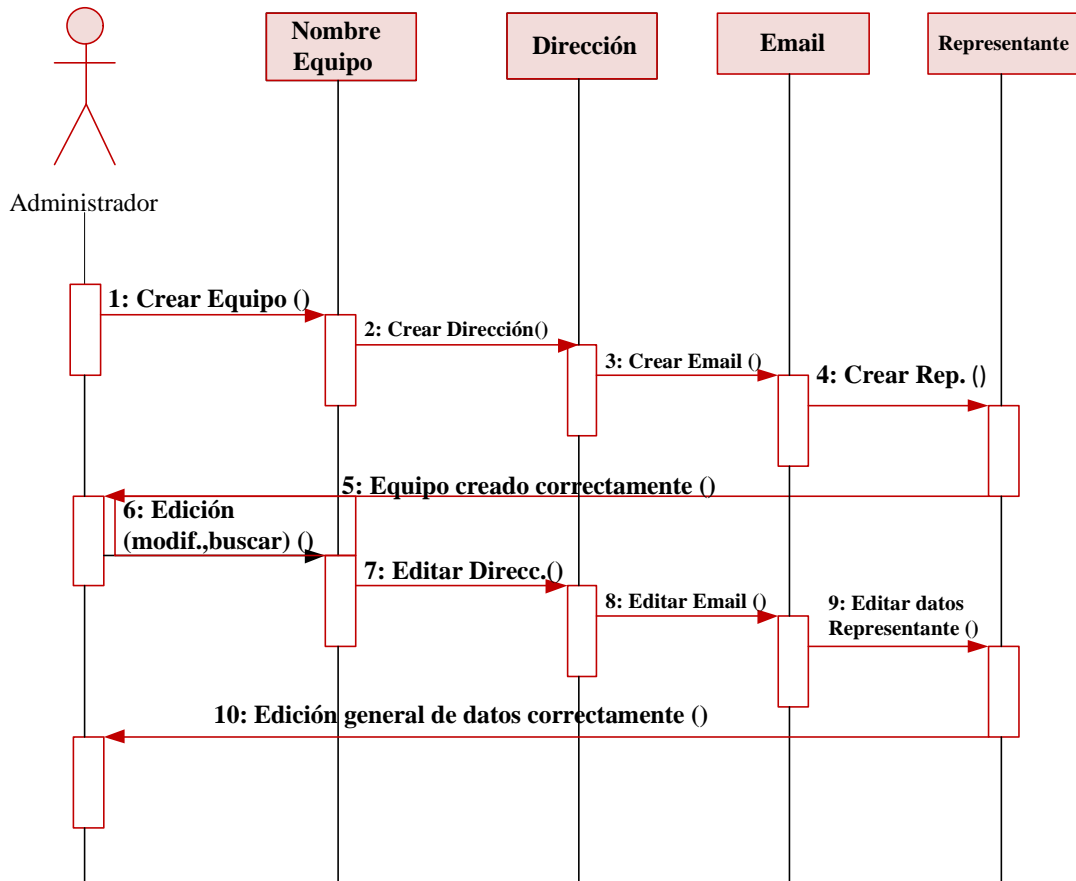 Nombre
Equipo
Dirección
Email
Representante
Administrador
1: Crear Equipo ()
2: Crear Dirección()
3: Crear Email ()
4: Crear Rep. ()
5: Equipo creado correctamente ()
6: Edición
(modif.,buscar) ()
7: Editar Direcc.()
8: Editar Email ()
9: Editar datos
Representante ()
10: Edición general de datos correctamente ()